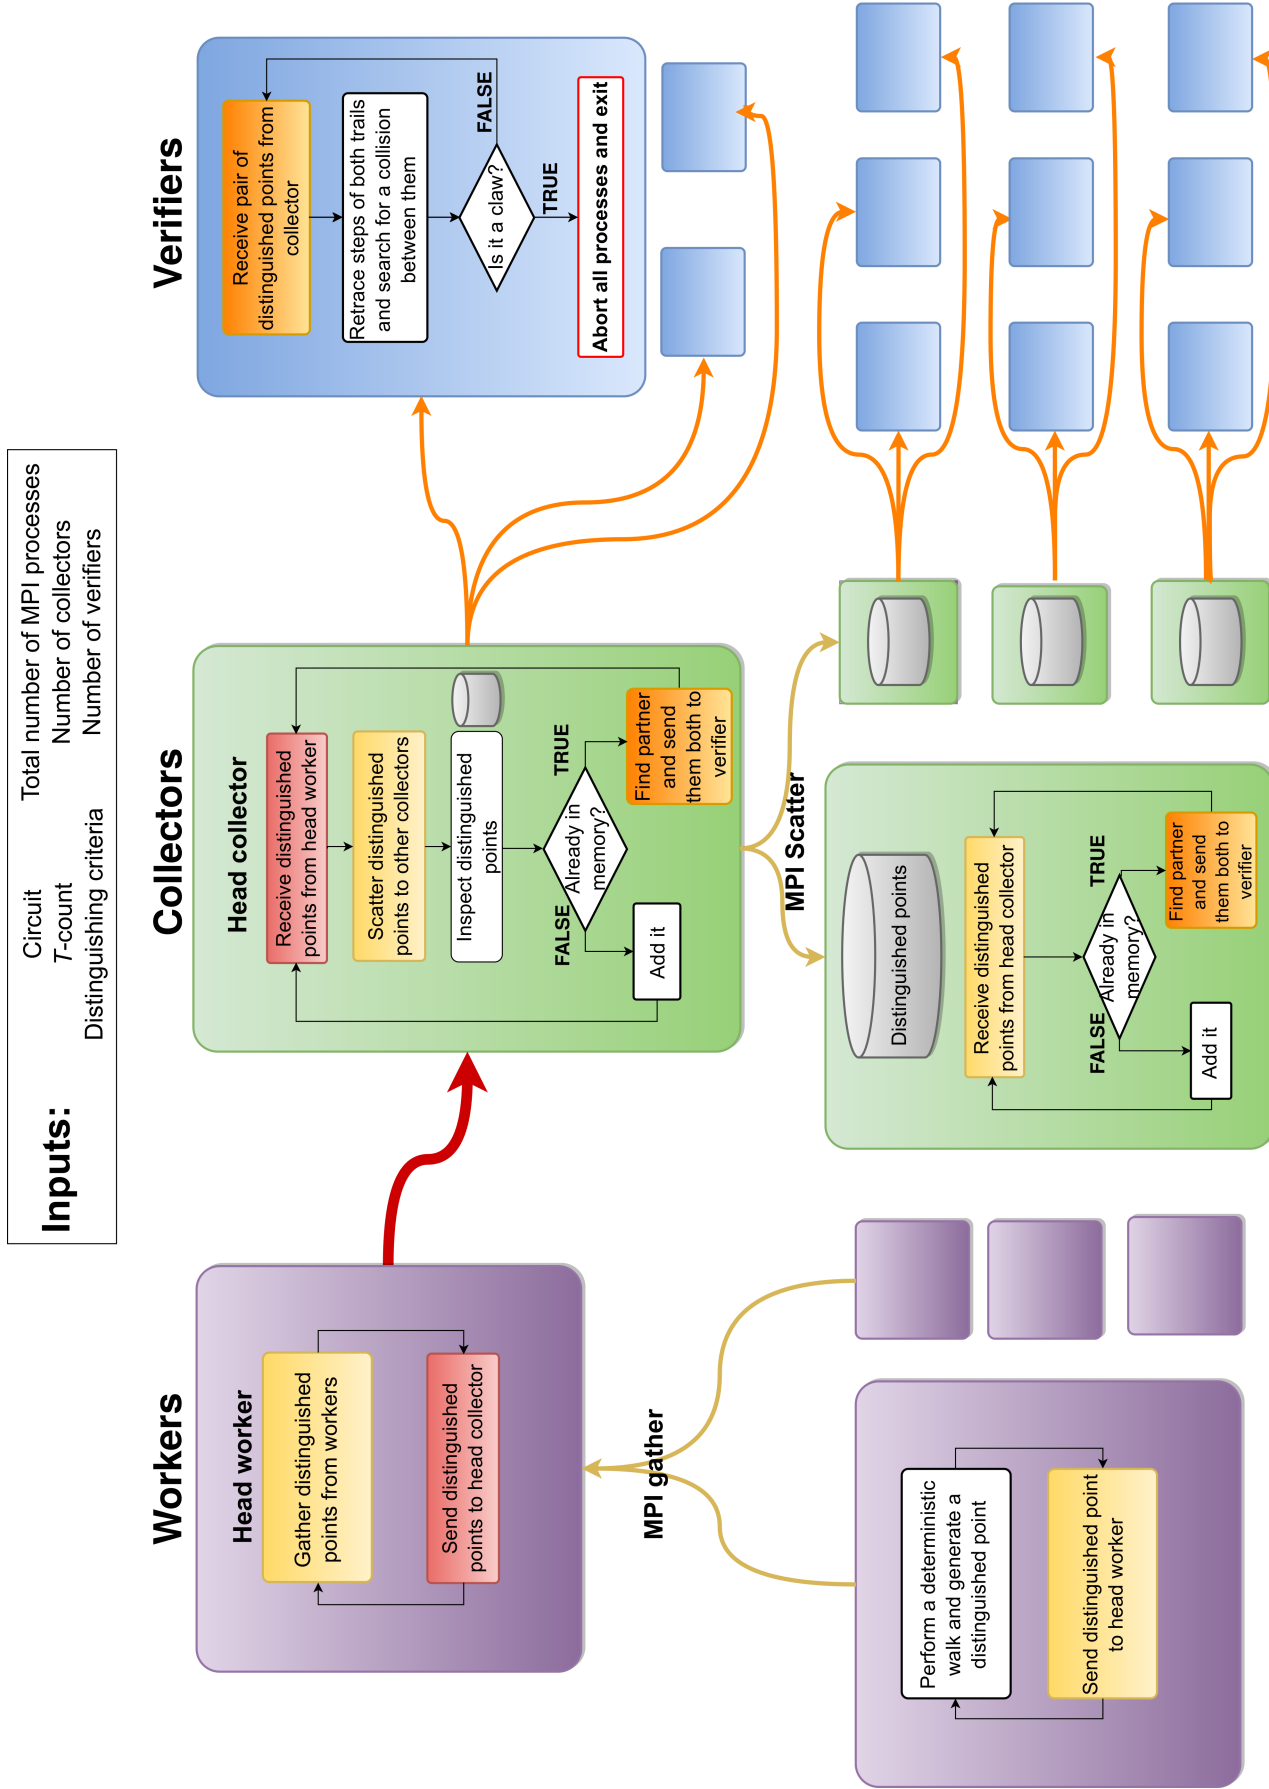 Inputs:
Circuit
T-count
Distinguishing criteria
Total number of MPI processes
Number of collectors
Number of verifiers
Workers
Head worker
Gather distinguished
points from workers
Send distinguished
points to head collector
MPI gather
Perform a deterministic
walk and generate a
distinguished point
Send distinguished point
to head worker
Collectors
Head collector
Receive distinguished
points from head worker
Scatter distinguished
points to other collectors
Inspect distinguished
points
Already in
memory?
FALSE
TRUE
Add it
Find partner
and send
them both to
verifier
MPI Scatter
Distinguished points
Receive distinguished
points from head collector
Already in
memory?
FALSE
TRUE
Add it
Find partner
and send
them both to
verifier
Verifiers
Receive pair of
distinguished points from
collector
Retrace steps of both trails
and search for a collision
between them
Is it a claw?
FALSE
TRUE
Abort all processes and exit